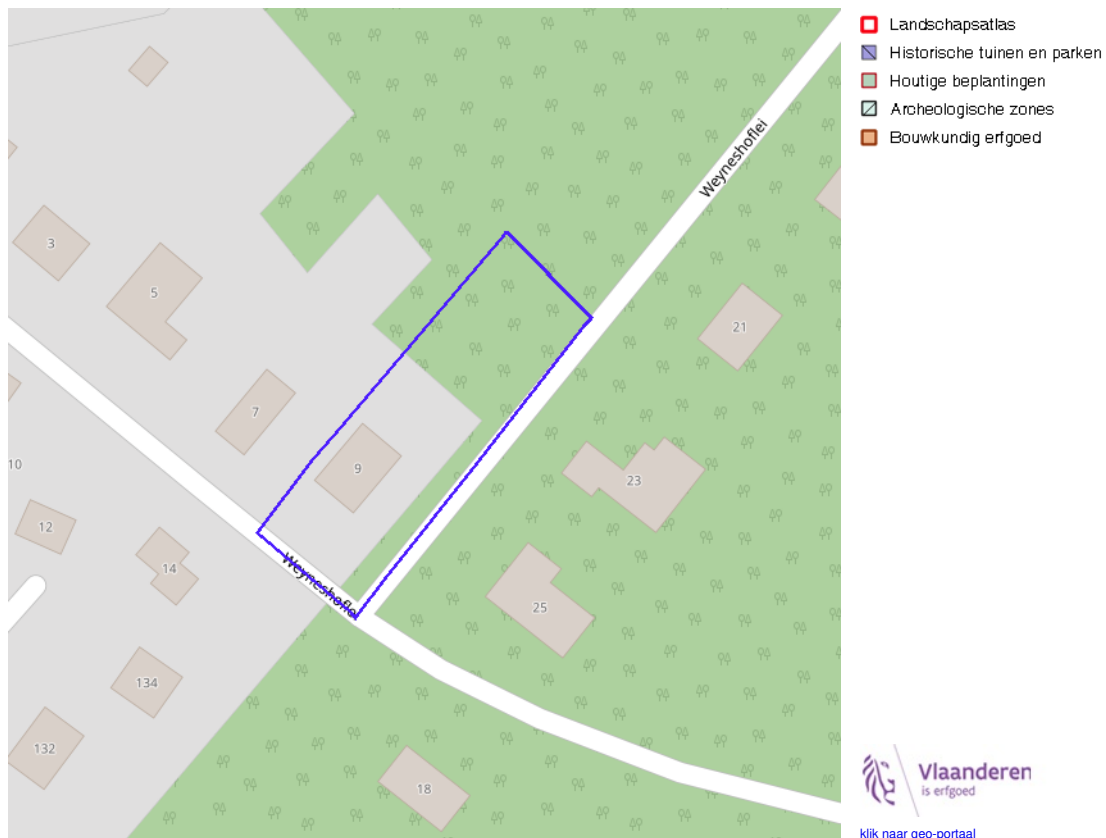 Landschapsatlas
Historische tuinen en parken
Houtige beplantingen
Archeologische zones
Bouwkundig erfgoed
Weyneshoflei
3
5
21
7
9
10
23
12
Weyneshofle
14
25
134
132
18
Vlaanderen
is erfgoed
klik naar geo-portaal